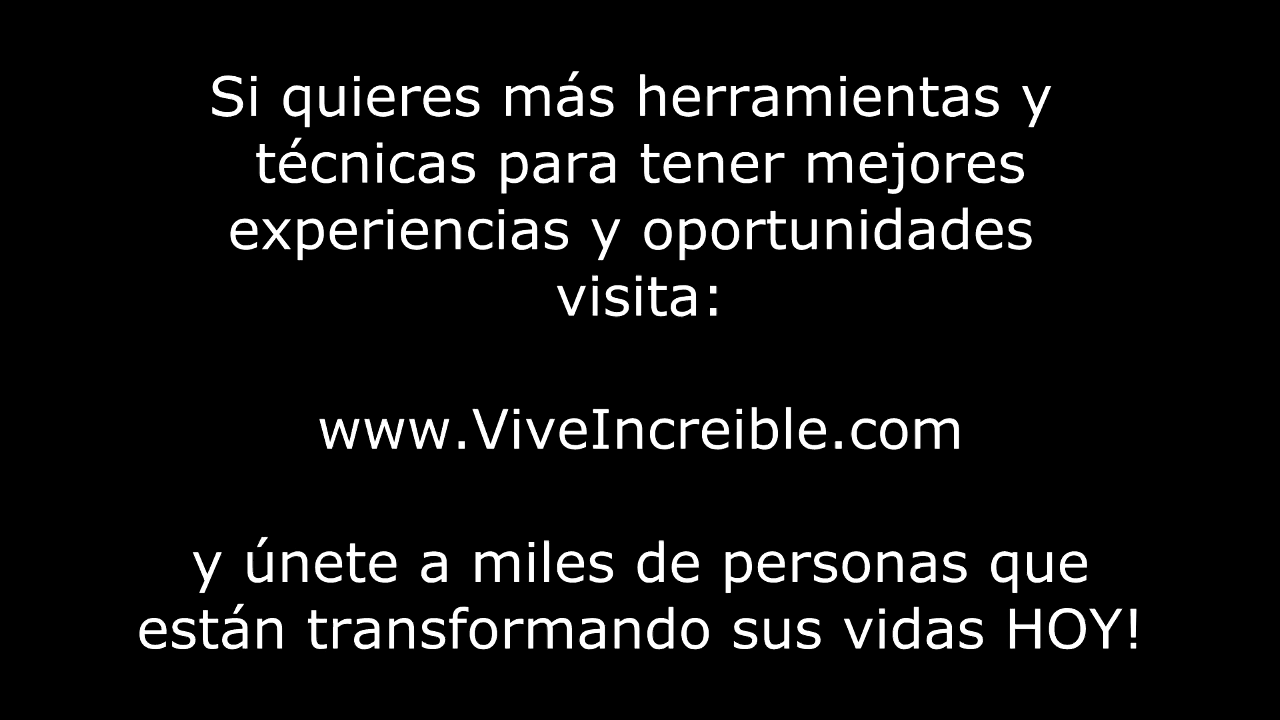 Si quieres más herramientas y
técnicas para tener mejores
experiencias y oportunidades
visita:
www.ViveIncreible.com
y únete a miles de personas que
están transformando sus vidas HOY!